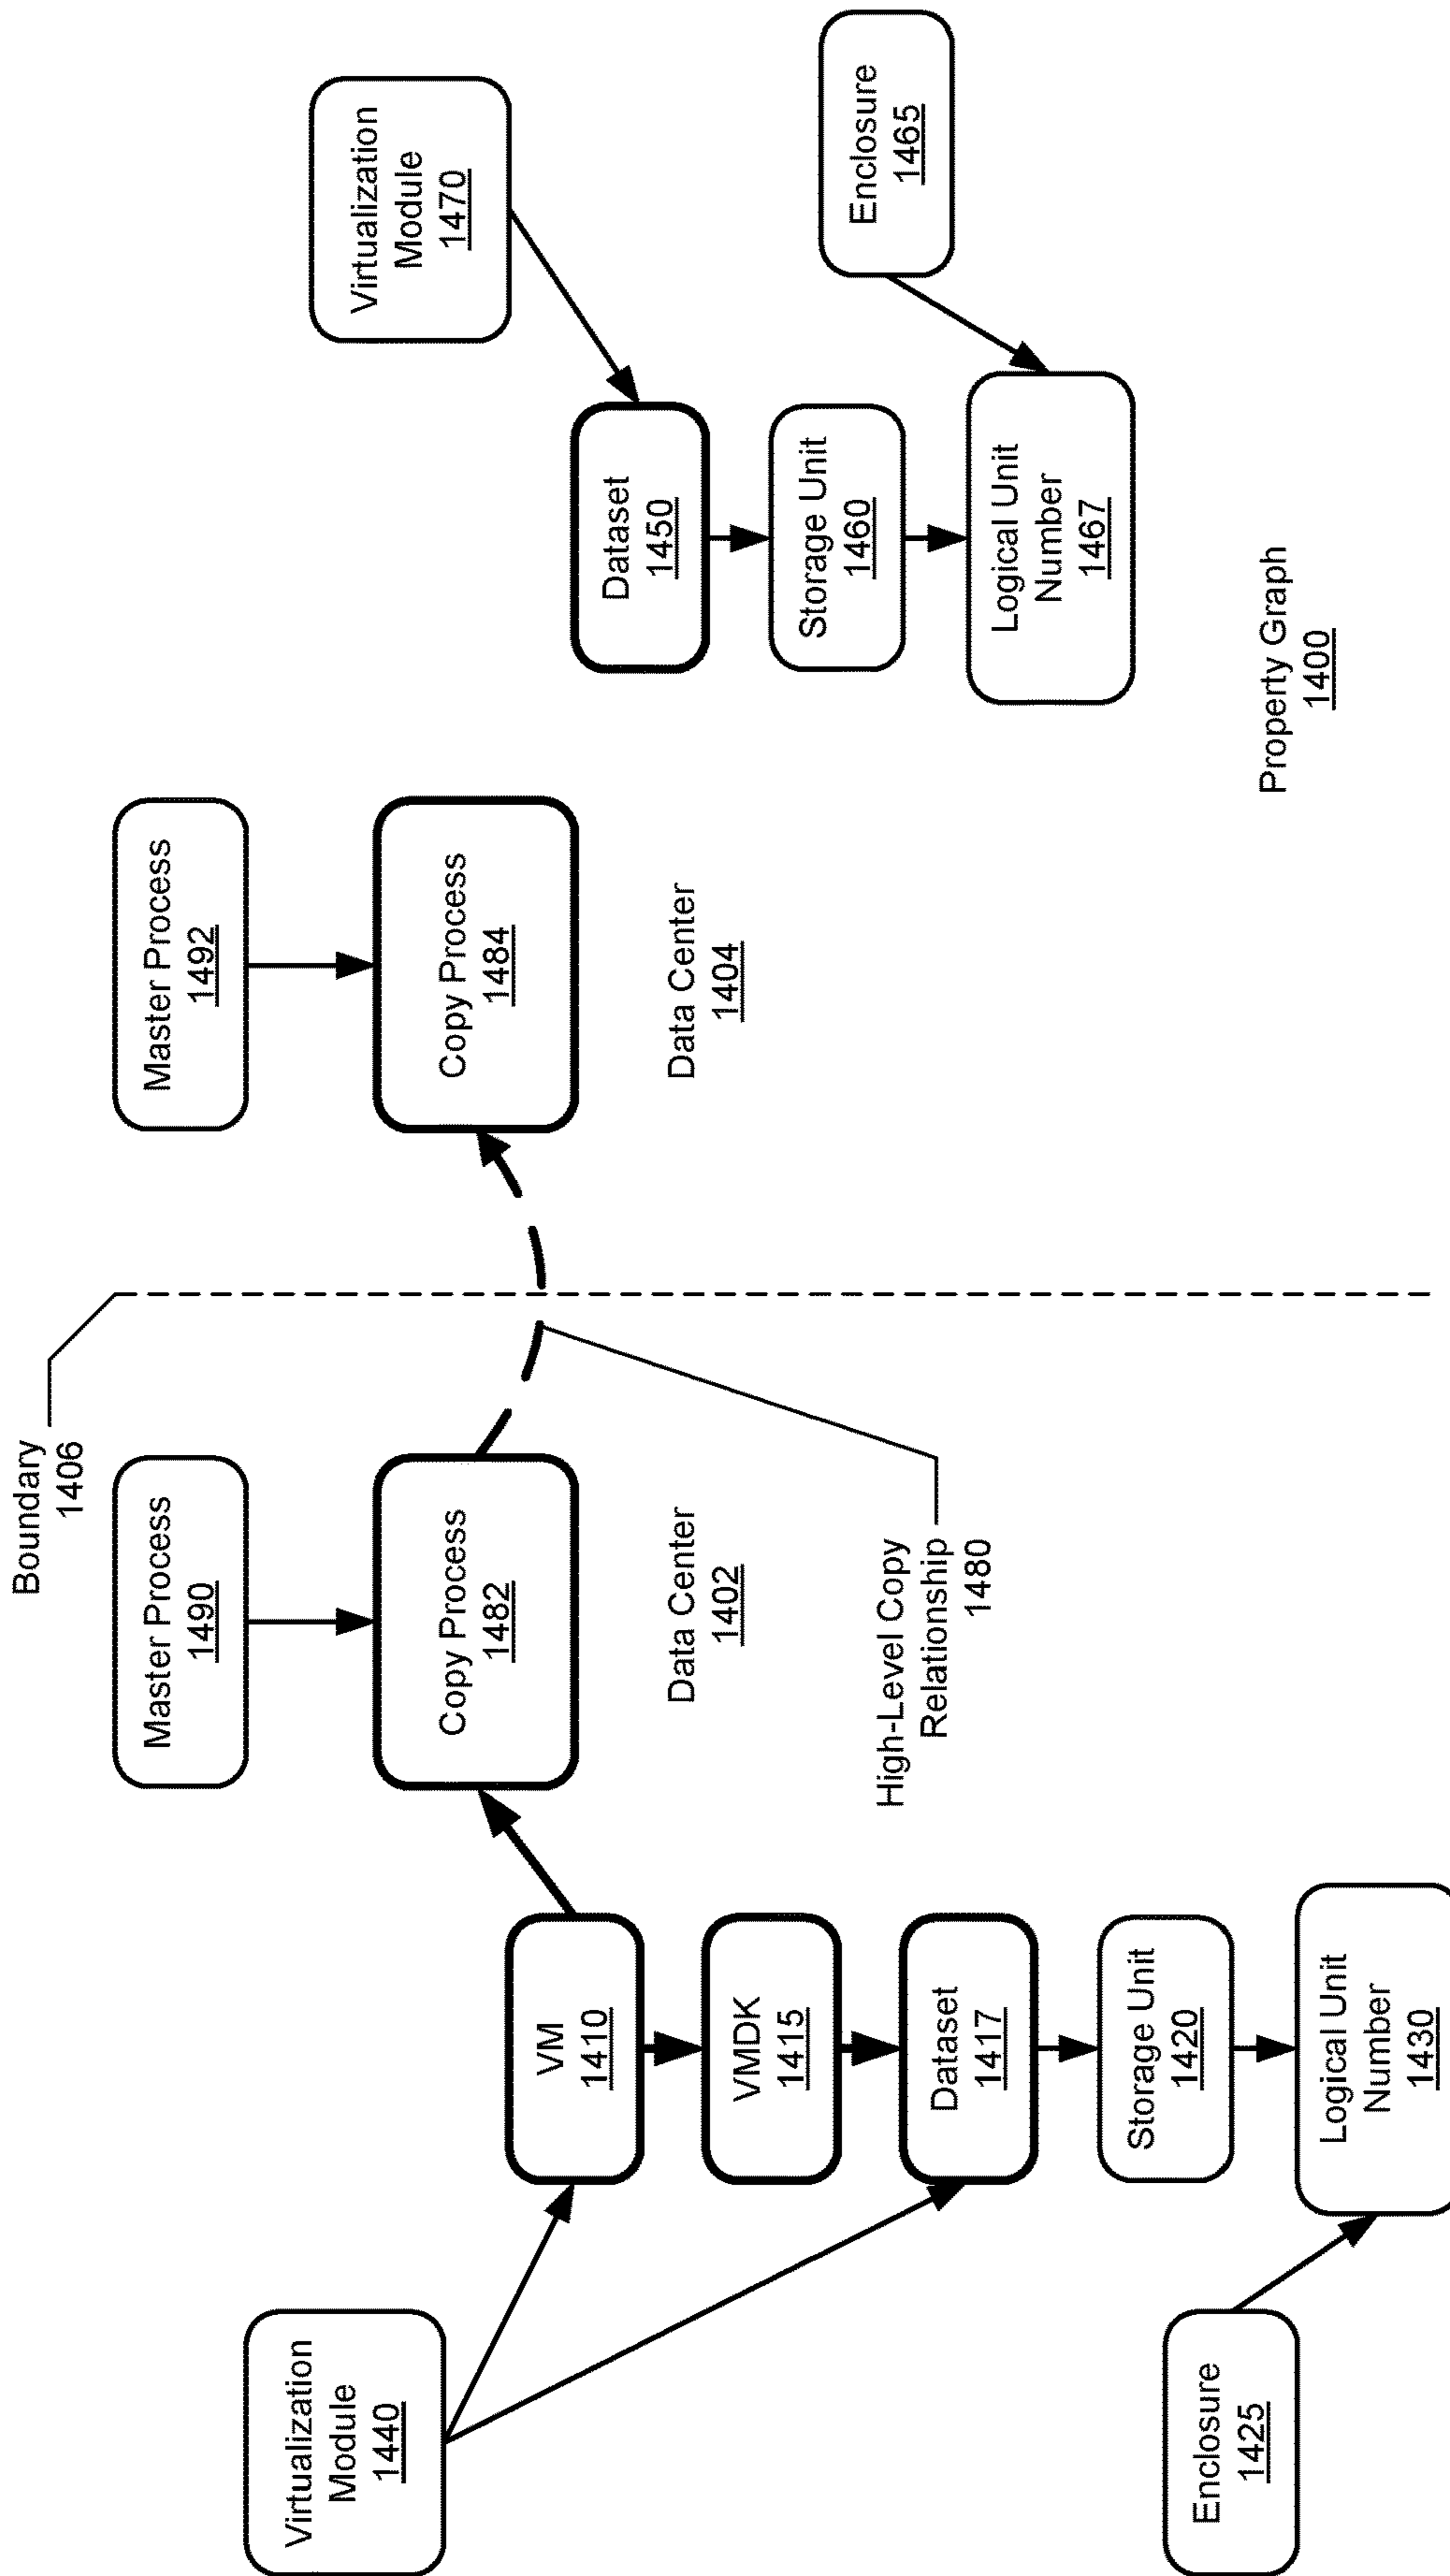 Boundary
1406
Master Process
1490
Master Process
1492
Virtualization
Module
1440
Copy Process
1482
Copy Process
1484
Virtualization
Module
1470
VM
1410
VMDK
1415
Dataset
1417
Storage Unit
1420
Logical Unit
Number
1430
Enclosure
1425
Data Center
1402
High-Level Copy
Relationship
1480
Data Center
1404
Dataset
1450
Storage Unit
1460
Logical Unit
Number
1467
Enclosure
1465
Property Graph
1400